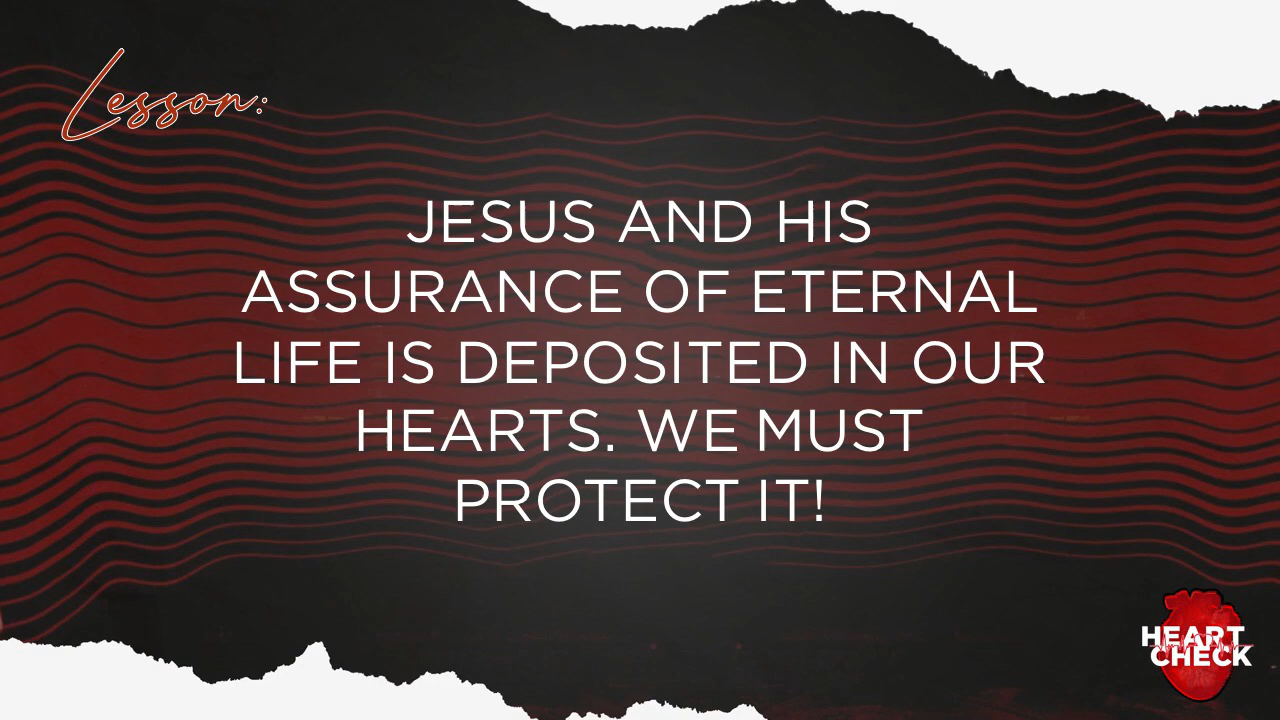 Lesson:
JESUS AND HIS
ASSURANCE OF ETERNAL
LIFE IS DEPOSITED IN OUR
HEARTS. WE MUST
PROTECT IT!
HEART
CHECK